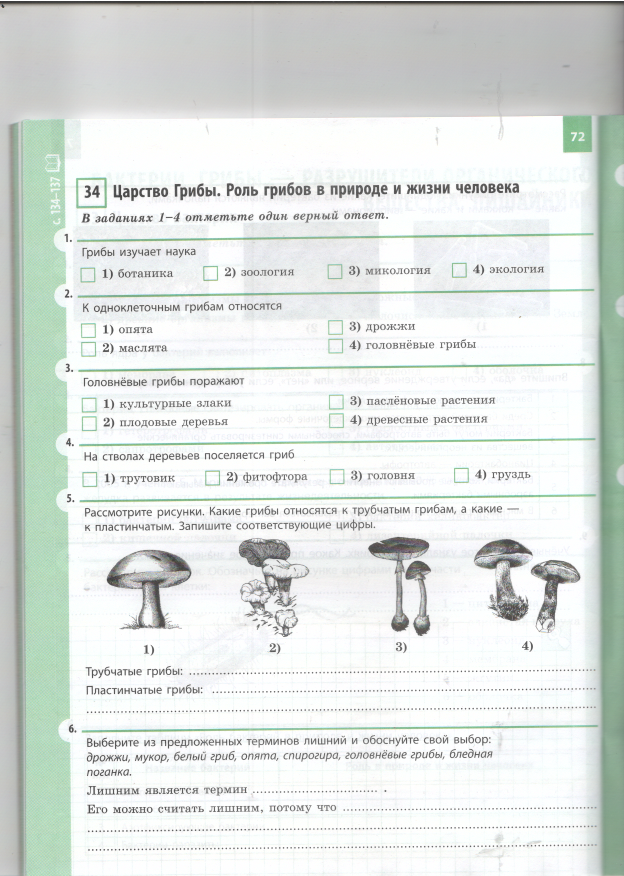 72
с. 134–137
34 Царство Грибы. Роль грибов в природе и жизни человека
В заданиях 1–4 отметьте один верный ответ.
1.
Грибы изучает наука
1) ботаника 2) зоология 3) микология 4) экология
2.
К одноклеточным грибам относятся
1) опята 3) дрожжи
2) маслята 4) головнёвые грибы
3.
Головнёвые грибы поражают
1) культурные злаки 3) паслёновые растения
2) плодовые деревья 4) древесные растения
4.
На стволах деревьев поселяется гриб
1) трутовик 2) фитофтора 3) головня 4) груздь
5.
Рассмотрите рисунки. Какие грибы относятся к трубчатым грибам, а какие —
к пластинчатым. Запишите соответствующие цифры.
1) 2) 3) 4)
Трубчатые грибы:
Пластинчатые грибы:
6.
Выберите из предложенных терминов лишний и обоснуйте свой выбор:
дрожжи, мукор, белый гриб, опята, спирогира, головнёвые грибы, бледная
поганка.
Лишним является термин .
Его можно считать лишним, потому что